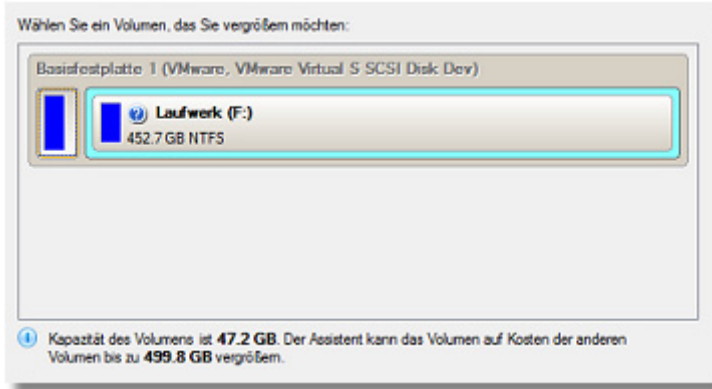 Wählen Sie ein Volumen, das Sie vergrößern möchten:
Basisfestplatte 1 (VMware, VMware Virtual S SCSI Disk Dev)
Laufwerk (F:)
452.7 GB NTFS
Kapazität des Volumens ist 47.2 GB. Der Assistent kann das Volumen auf Kosten der anderen
Volumen bis zu 499.8 GB vergrößern.